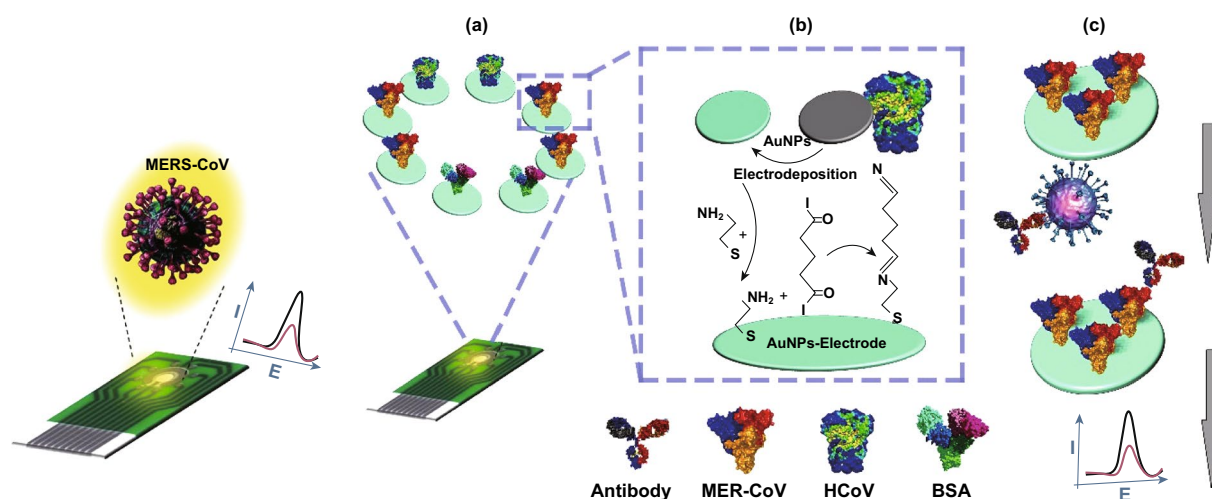 (a)
(b)
(c)
MERS-CoV
I
E
AuNPs
Electrodeposition
NH2
+
S
I
O
O
I
N
N
S
NH2 +
S
AuNPs-Electrode
I
E
Antibody
MER-CoV
HCoV
BSA